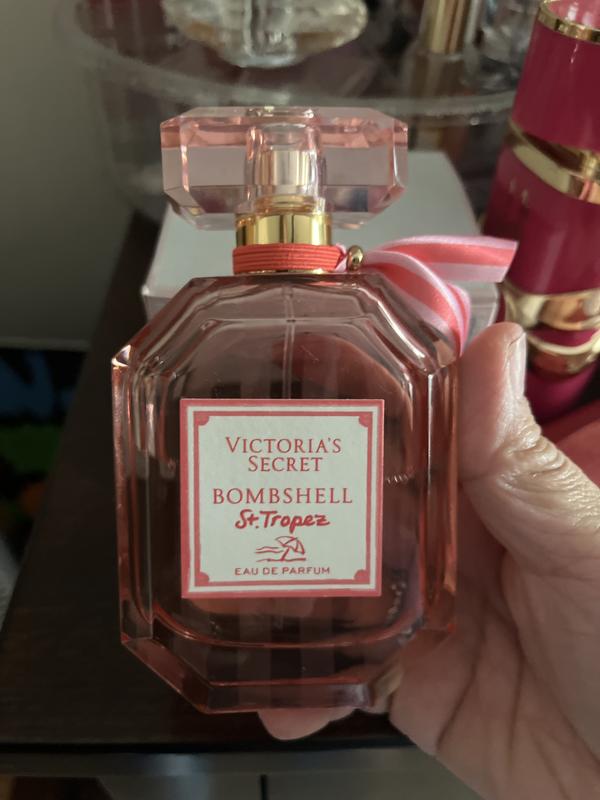 VICTORIA'S
SECRET
BOMBSHELL
St. Tropez
EAU DE PARFUM